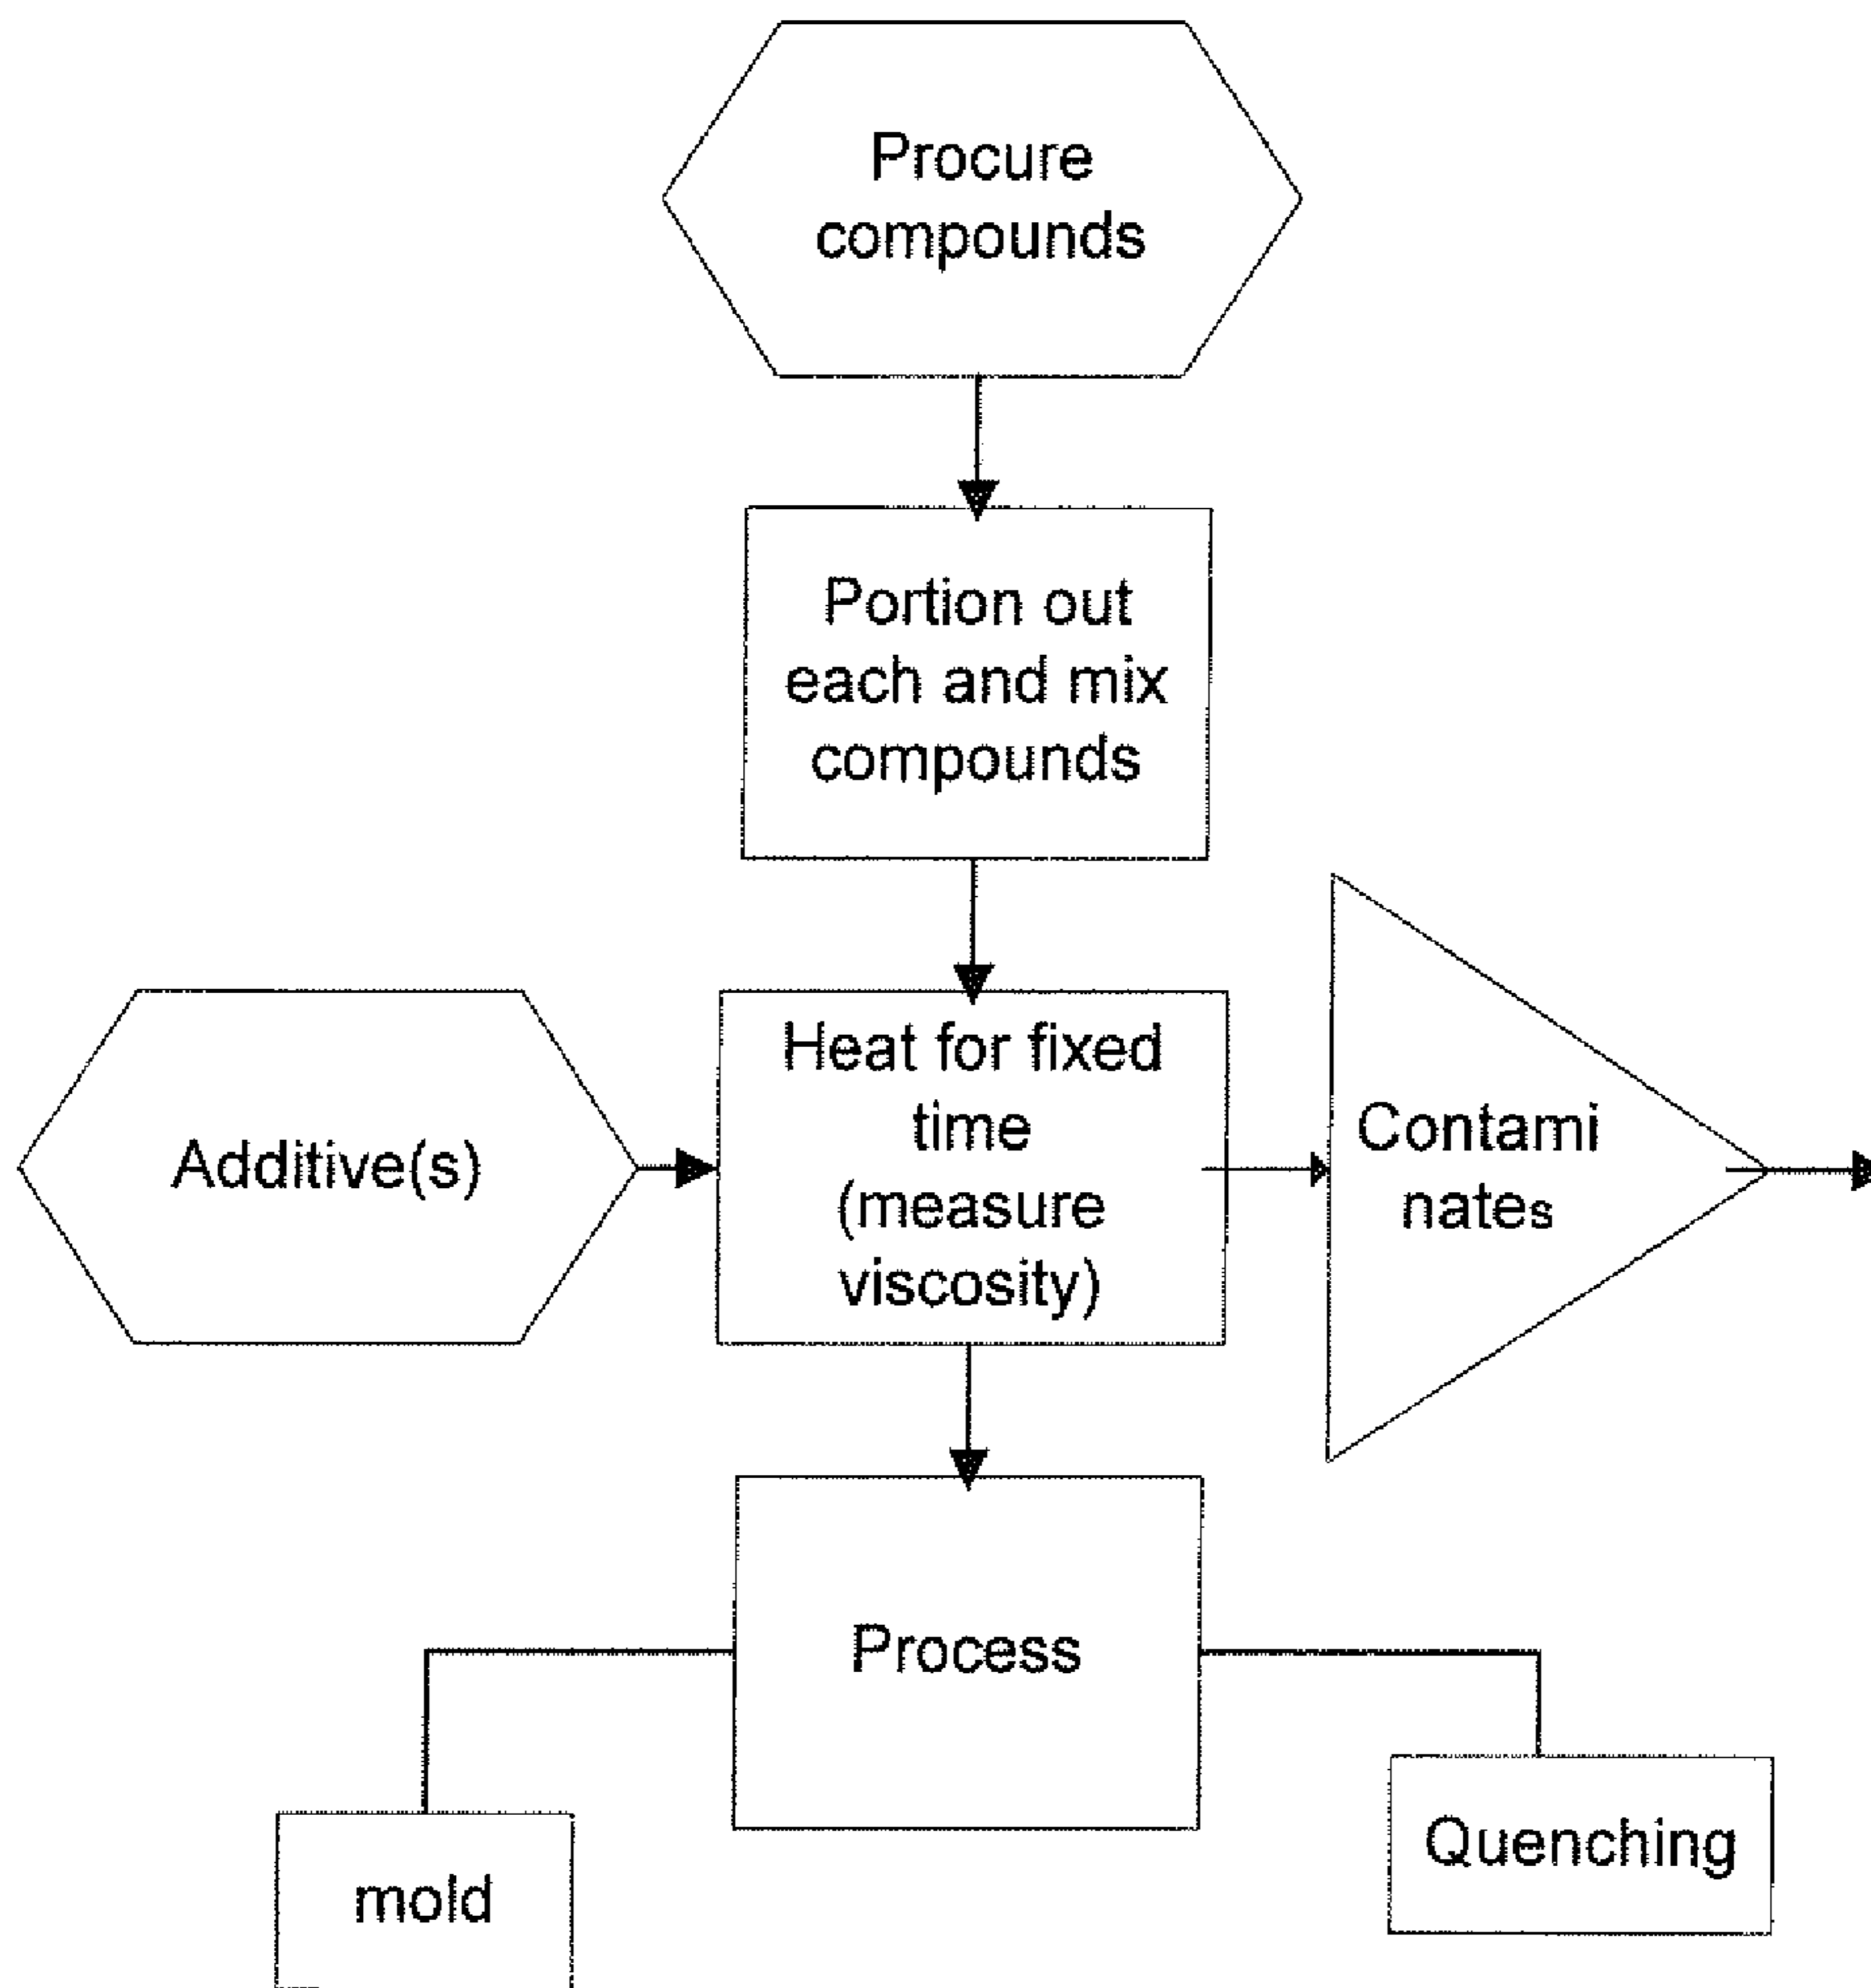 Procure
compounds
Portion out
each and mix
compounds
Additive(s)
Heat for fixed
time
(measure
viscosity)
Contami
nates
Process
mold
Quenching